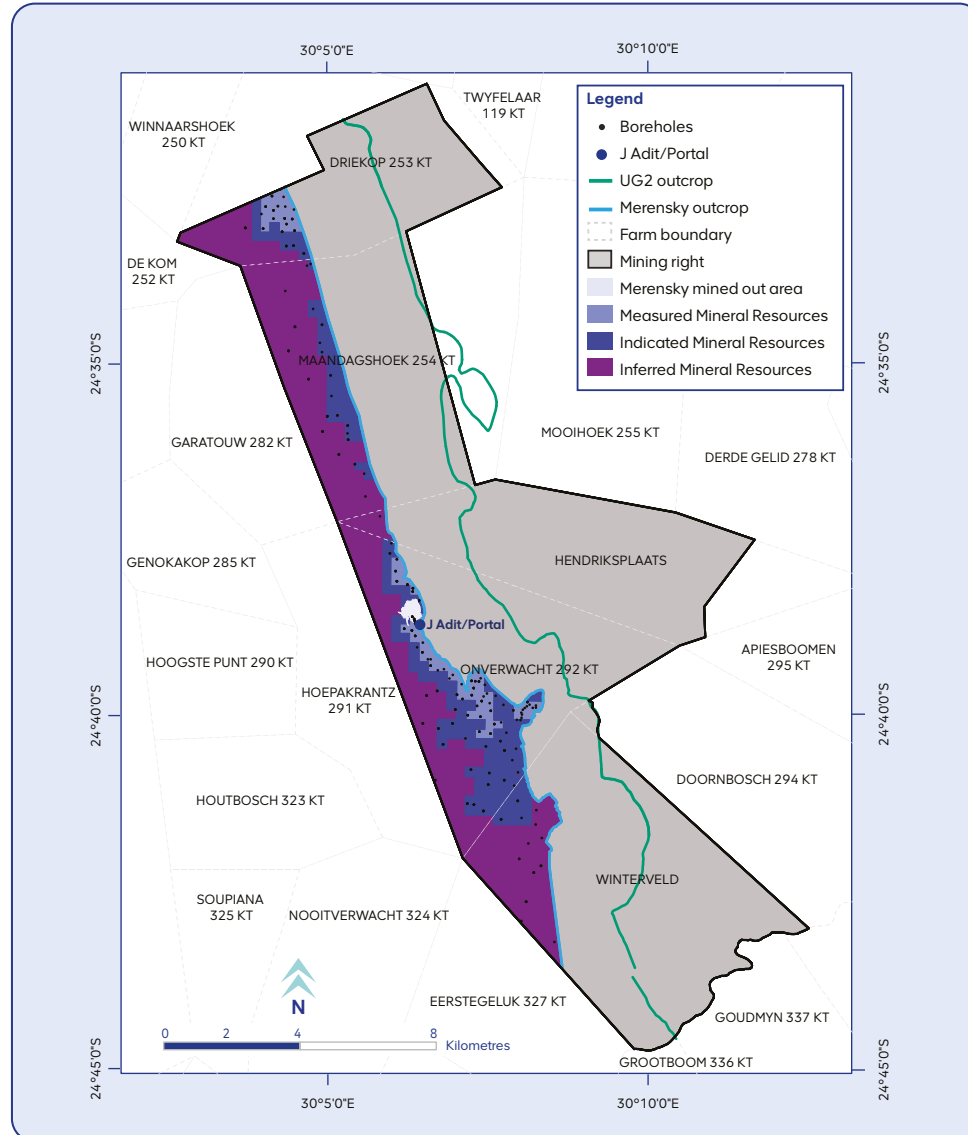 30°5'0"E
30°10'0"E
TWYFELAAR
119 KT
WINNAARSHOEK
250 KT
DRIEKOP 253 KT
DE KOM
252 KT
Legend
Boreholes
J Adit/Portal
UG2 outcrop
Merensky outcrop
Farm boundary
Mining right
Merensky mined out area
Measured Mineral Resources
Indicated Mineral Resources
Inferred Mineral Resources
24°35'0"S
24°35'0"S
MAANDAGSHOEK 254 KT
GARATOUW 282 KT
MOOIHOEK 255 KT
DERDE GELID 278 KT
GENOKAKOP 285 KT
HENDRIKSPLAATS
J Adit/Portal
HOOGSTE PUNT 290 KT
ONVERWACHT 292 KT
APIESBOOMEN
295 KT
HOEPAKRANTZ
291 KT
24°40'0"S
24°40'0"S
DOORNBOSCH 294 KT
HOUTBOSCH 323 KT
WINTERVELD
SOUPIANA
325 KT
NOOITVERWACHT 324 KT
N
EERSTEGELUK 327 KT
GOUDMYN 337 KT
0 2 4 8
Kilometres
GROOTBOOM 336 KT
24°45'0"S
24°45'0"S
30°5'0"E
30°10'0"E